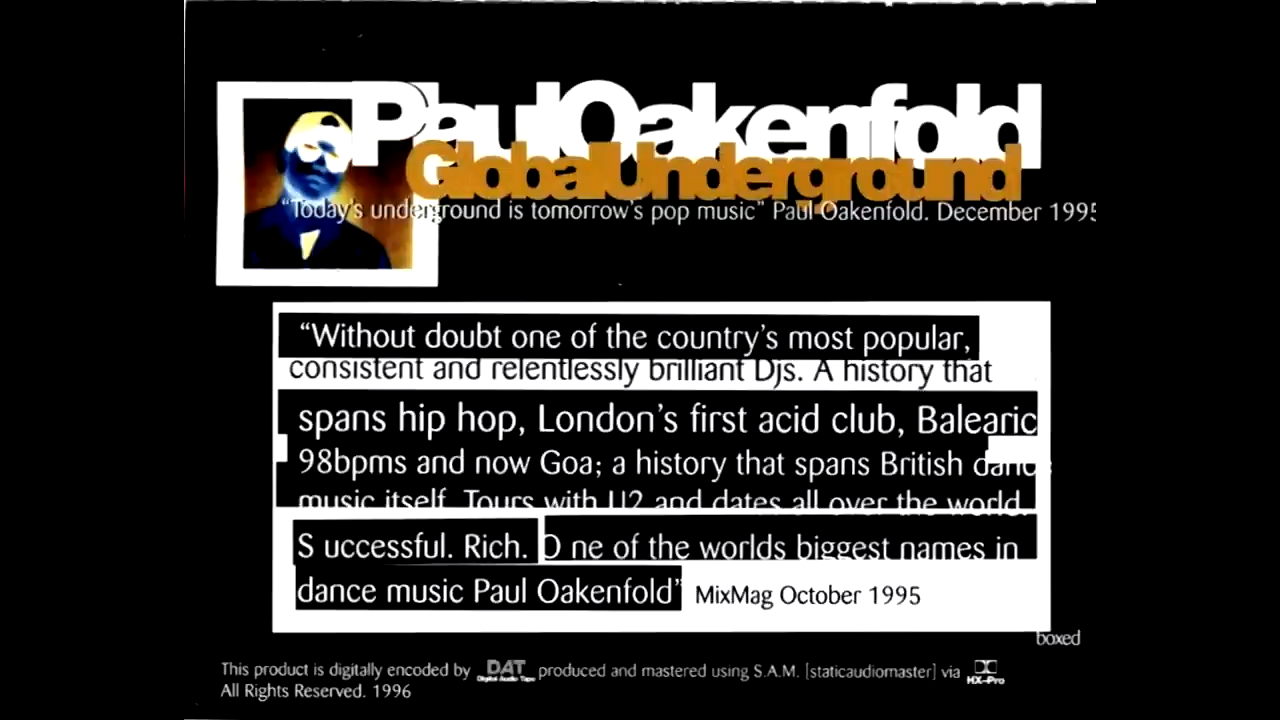 PaulOakenfold
GlobalUnderground
“Today’s underground is tomorrow’s pop music” Paul Oakenfold. December 1995
“Without doubt one of the country’s most popular,
consistent and relentlessly brilliant Djs. A history that
spans hip hop, London’s first acid club, Balearic
98bpms and now Goa; a history that spans British dance
music itself. Tours with U2 and dates all over the world.
S uccessful. Rich. O ne of the worlds biggest names in
dance music Paul Oakenfold” MixMag October 1995
boxed
This product is digitally encoded by DAT Digital Audio Tape produced and mastered using S.A.M. [staticaudiomaster] via HX-Pro
All Rights Reserved. 1996